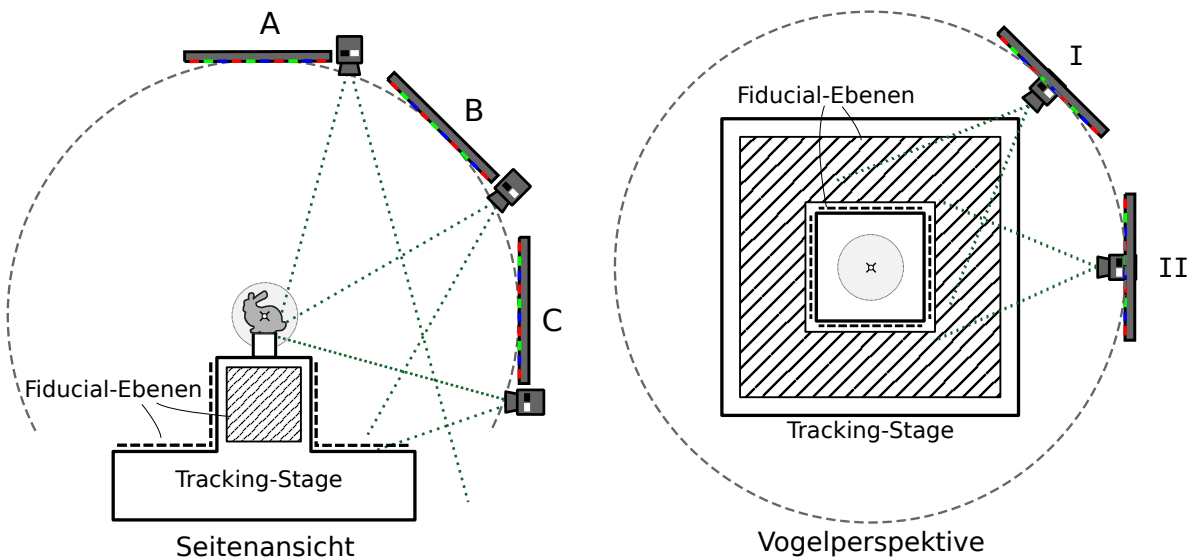 A
B
C
Fiducial-Ebenen
Tracking-Stage
Seitenansicht
I
Fiducial-Ebenen
II
Tracking-Stage
Vogelperspektive